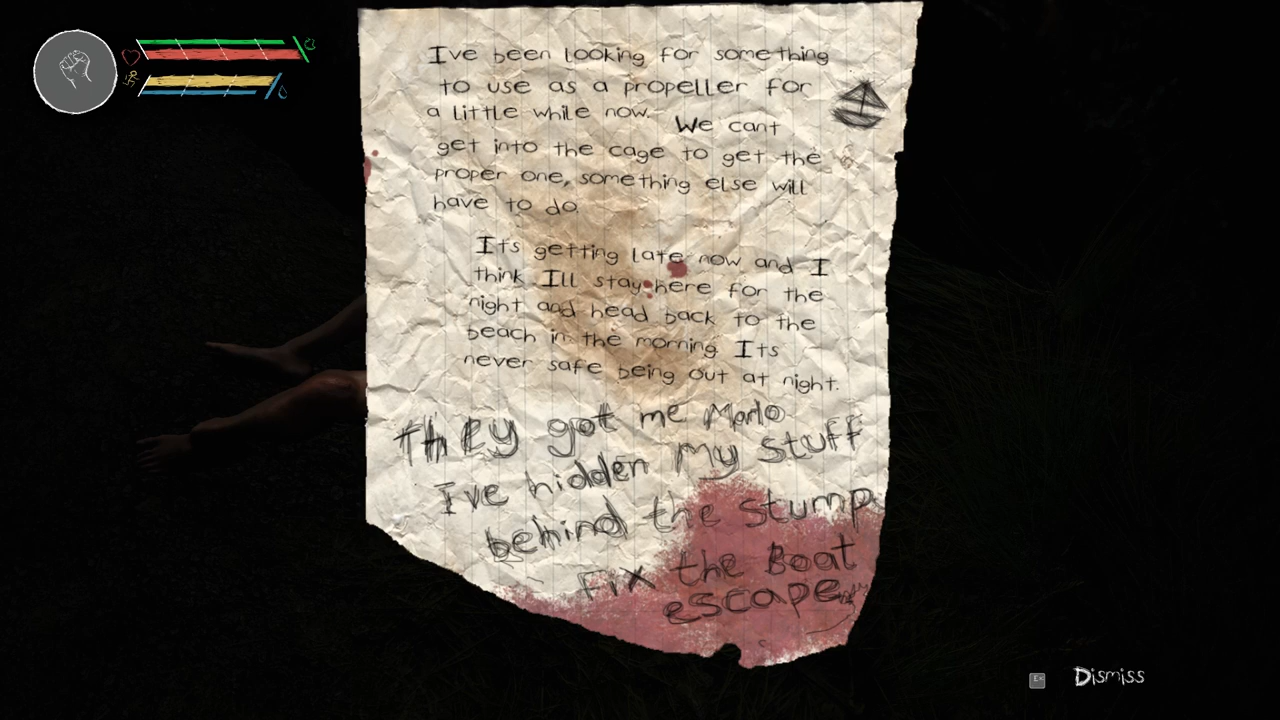 Ive been looking for something
to use as a propeller for
a little while now. We cant
get into the cage to get the
proper one, something else will
have to do.
Its getting late now and I
think Ill stay here for the
night and head back to the
beach in the morning. Its
never safe being out at night.
They got me Marlo
I've hidden my stuff
behind the stump
Fix the Boat
escape
Dismiss